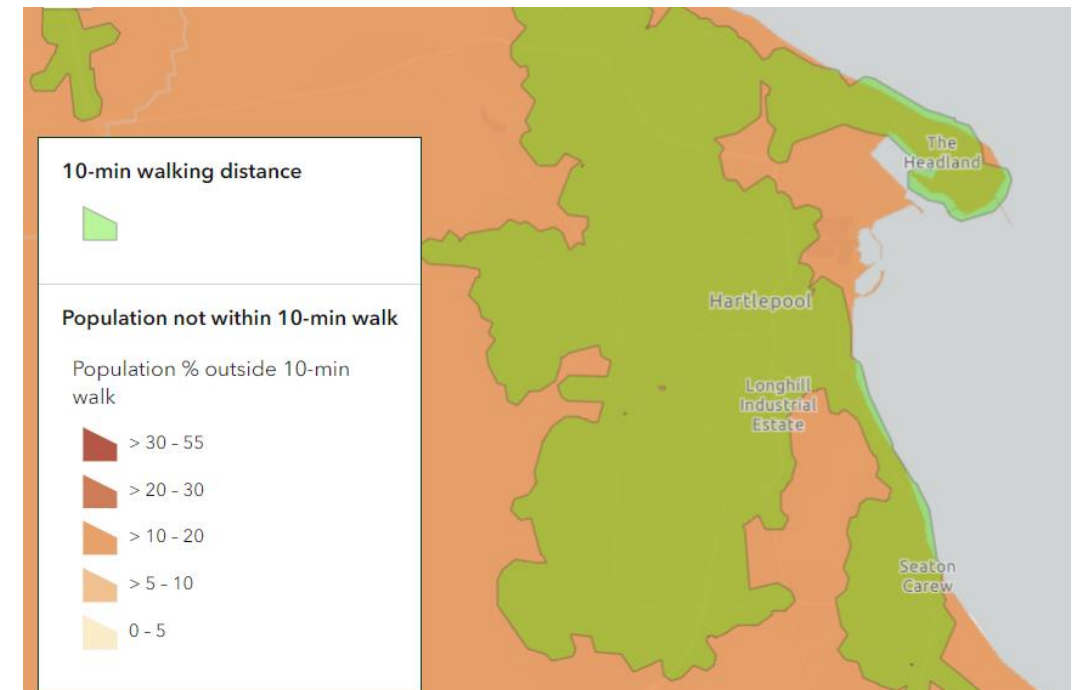 10-min walking distance
Population not within 10-min walk
Population % outside 10-min
walk
> 30 - 55
> 20 - 30
> 10 - 20
> 5 - 10
0 - 5
The
Headland
Hartlepool
Longhill
Industrial
Estate
Seaton
Carew